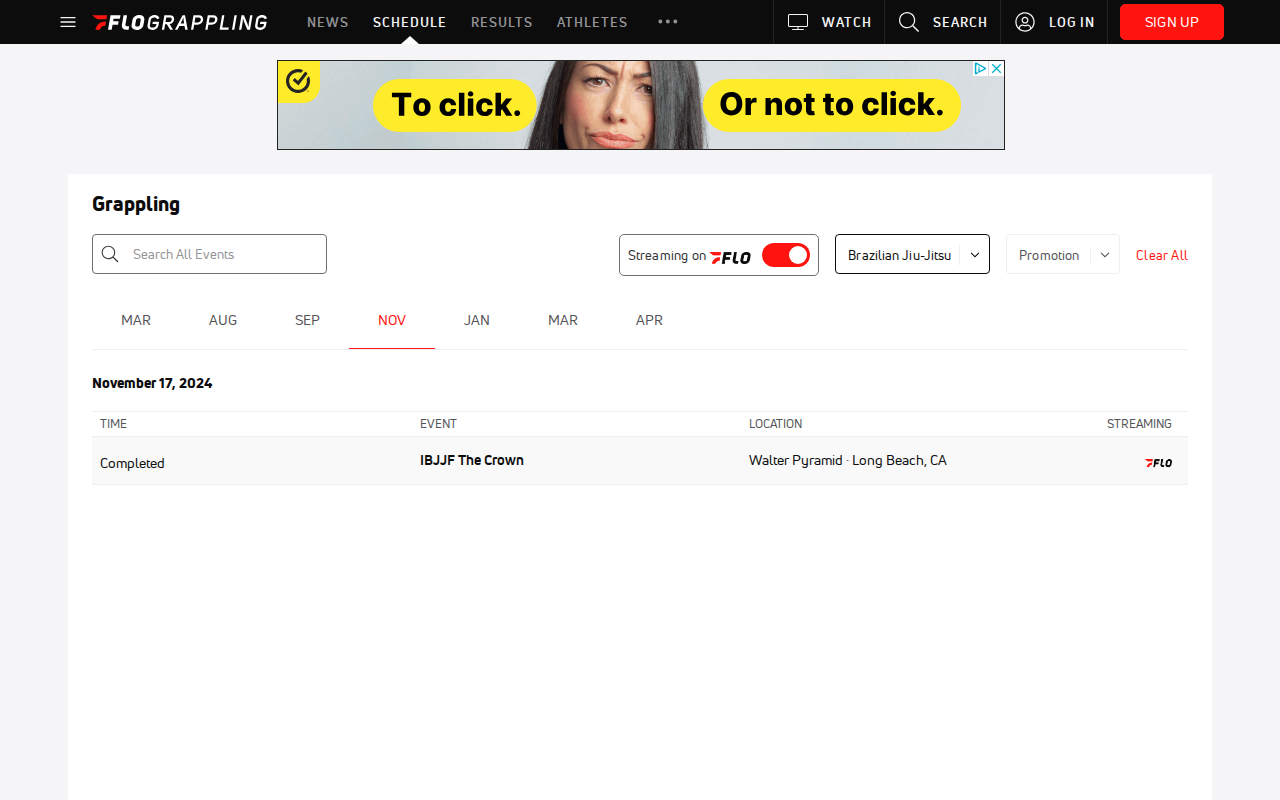 FLOGRAPPLING NEWS SCHEDULE RESULTS ATHLETES WATCH SEARCH LOG IN SIGN UP
To click. Or not to click.
Grappling
Search All Events Streaming on FLO Brazilian Jiu-Jitsu Promotion Clear All
MAR AUG SEP NOV JAN MAR APR
November 17, 2024
TIME EVENT LOCATION STREAMING
Completed IBJJF The Crown Walter Pyramid · Long Beach, CA FLO